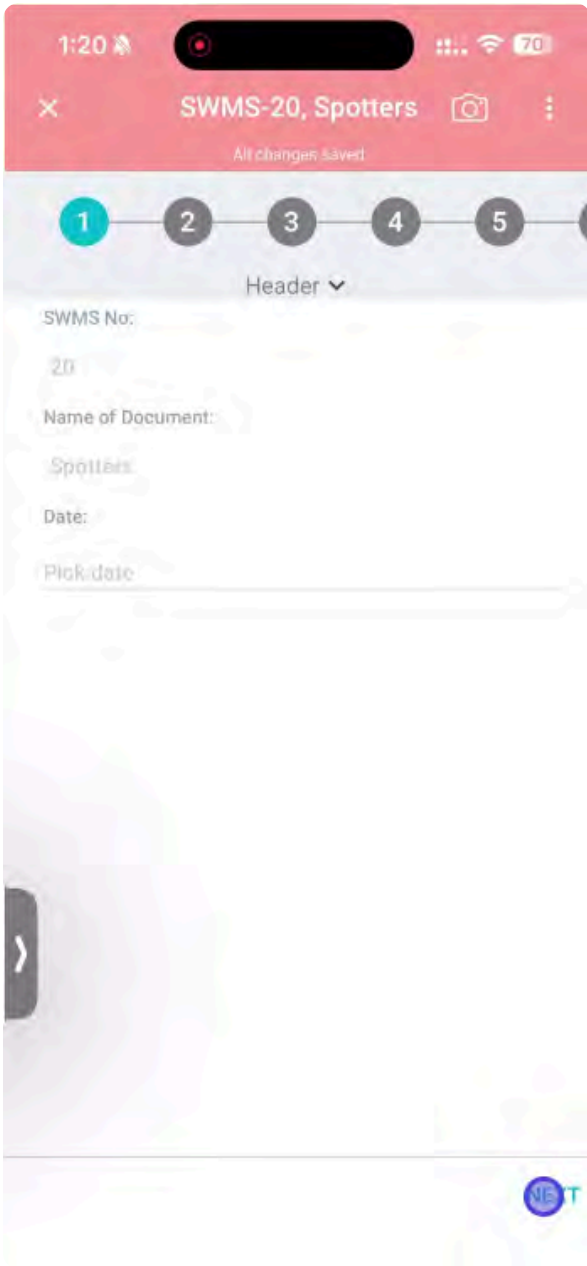 1:20 70
SWMS-20, Spotters
All changes saved
1 2 3 4 5
Header
SWMS No:
20
Name of Document:
Spotters
Date:
Pick date
NEXT